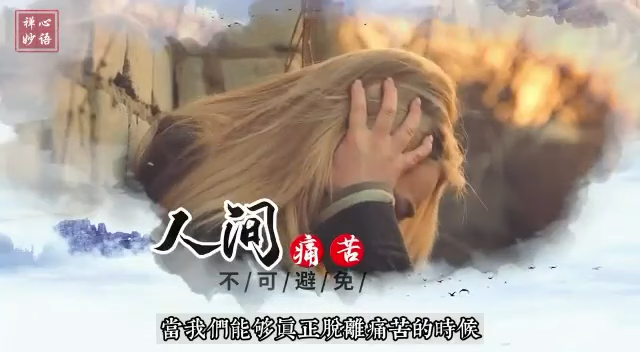 禅心
妙语
人间痛苦
不/可/避/免/
當我們能够眞正脫離痛苦的時候